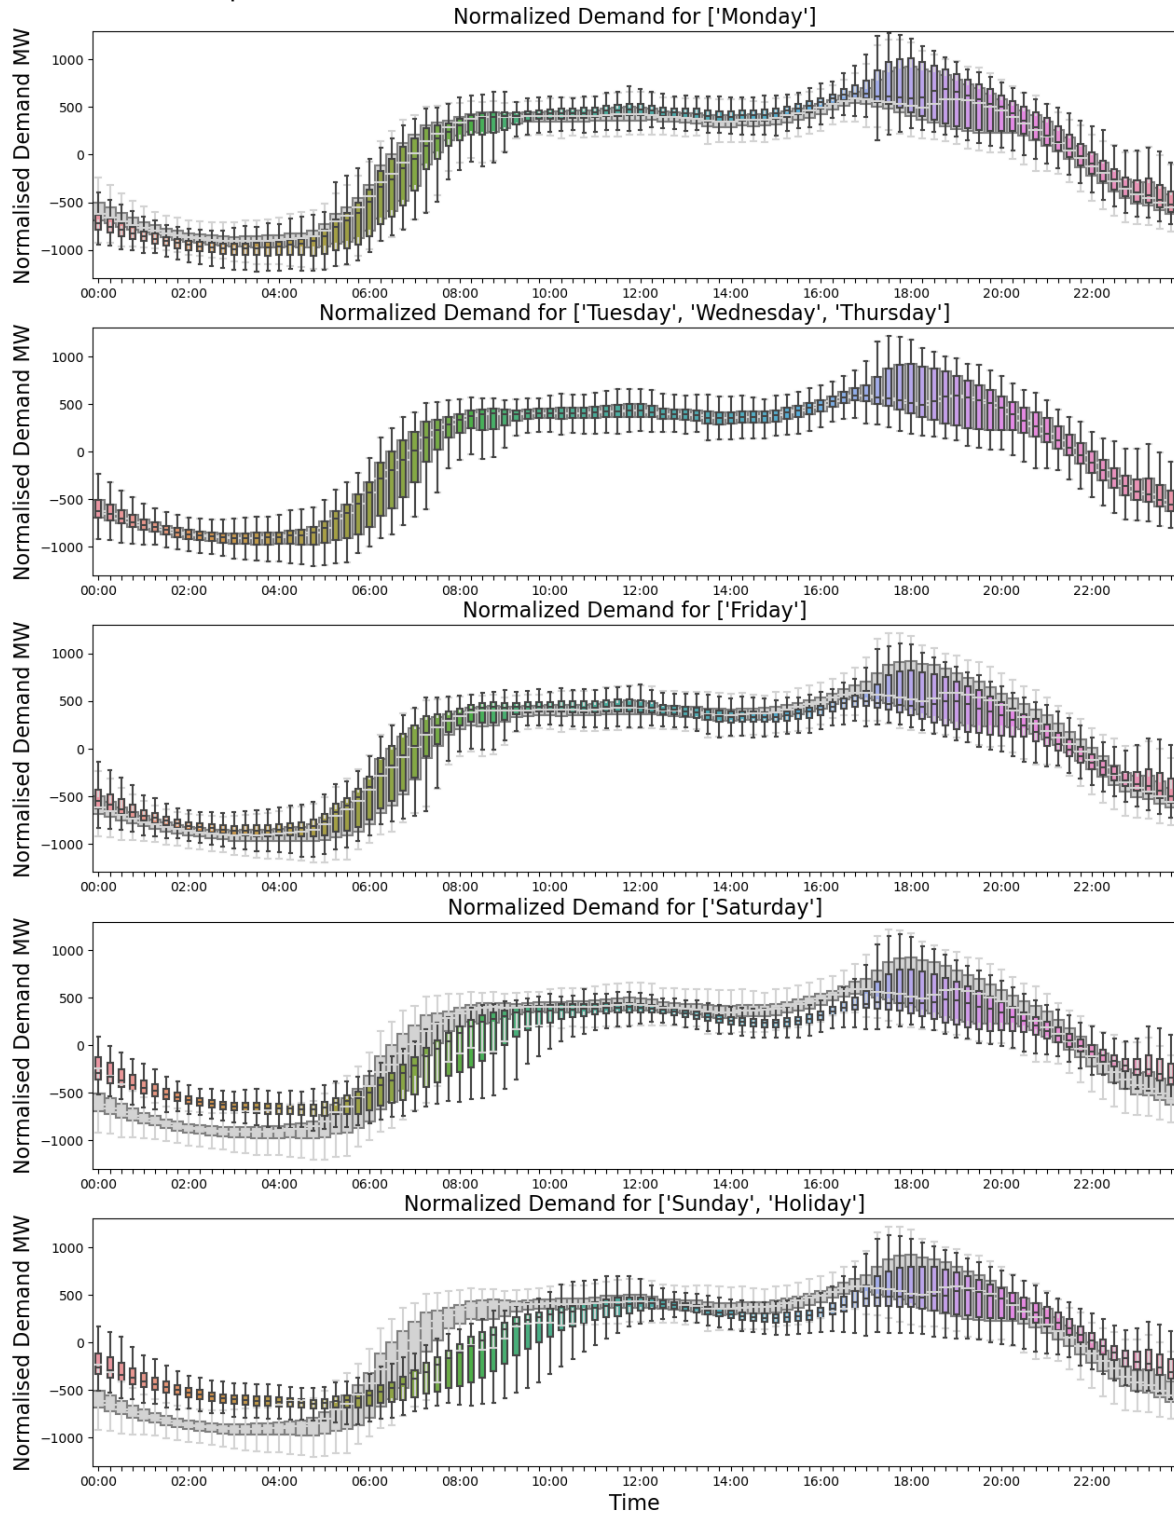 Normalized Demand for ['Monday']
Normalised Demand MW
1000
500
0
−500
−1000
00:00 02:00 04:00 06:00 08:00 10:00 12:00 14:00 16:00 18:00 20:00 22:00
Normalized Demand for ['Tuesday', 'Wednesday', 'Thursday']
Normalised Demand MW
1000
500
0
−500
−1000
00:00 02:00 04:00 06:00 08:00 10:00 12:00 14:00 16:00 18:00 20:00 22:00
Normalized Demand for ['Friday']
Normalised Demand MW
1000
500
0
−500
−1000
00:00 02:00 04:00 06:00 08:00 10:00 12:00 14:00 16:00 18:00 20:00 22:00
Normalized Demand for ['Saturday']
Normalised Demand MW
1000
500
0
−500
−1000
00:00 02:00 04:00 06:00 08:00 10:00 12:00 14:00 16:00 18:00 20:00 22:00
Normalized Demand for ['Sunday', 'Holiday']
Normalised Demand MW
1000
500
0
−500
−1000
00:00 02:00 04:00 06:00 08:00 10:00 12:00 14:00 16:00 18:00 20:00 22:00
Time